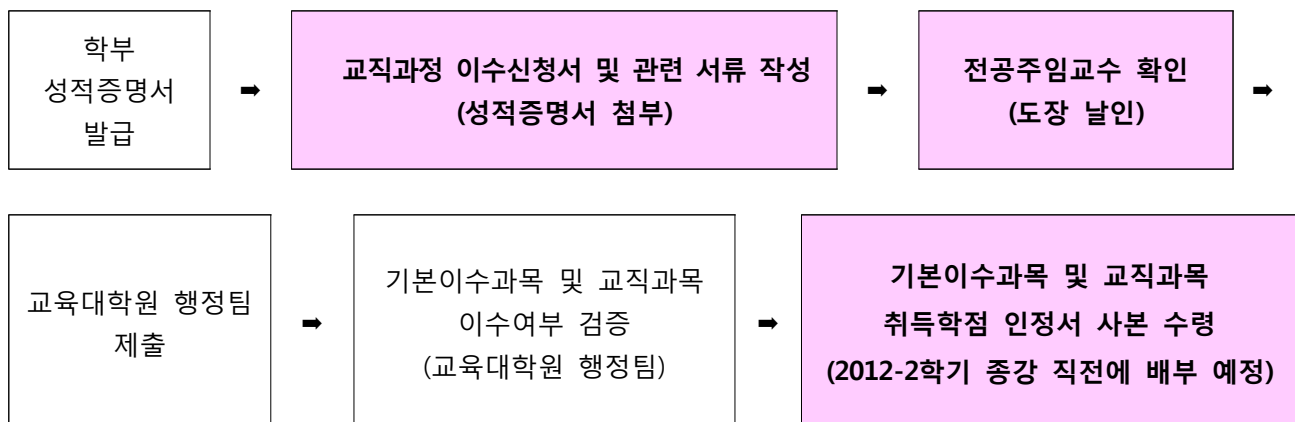 학부
성적증명서
발급
➡
교직과정 이수신청서 및 관련 서류 작성
(성적증명서 첨부)
➡
전공주임교수 확인
(도장 날인)
➡
교육대학원 행정팀
제출
➡
기본이수과목 및 교직과목
이수여부 검증
(교육대학원 행정팀)
➡
기본이수과목 및 교직과목
취득학점 인정서 사본 수령
(2012-2학기 종강 직전에 배부 예정)